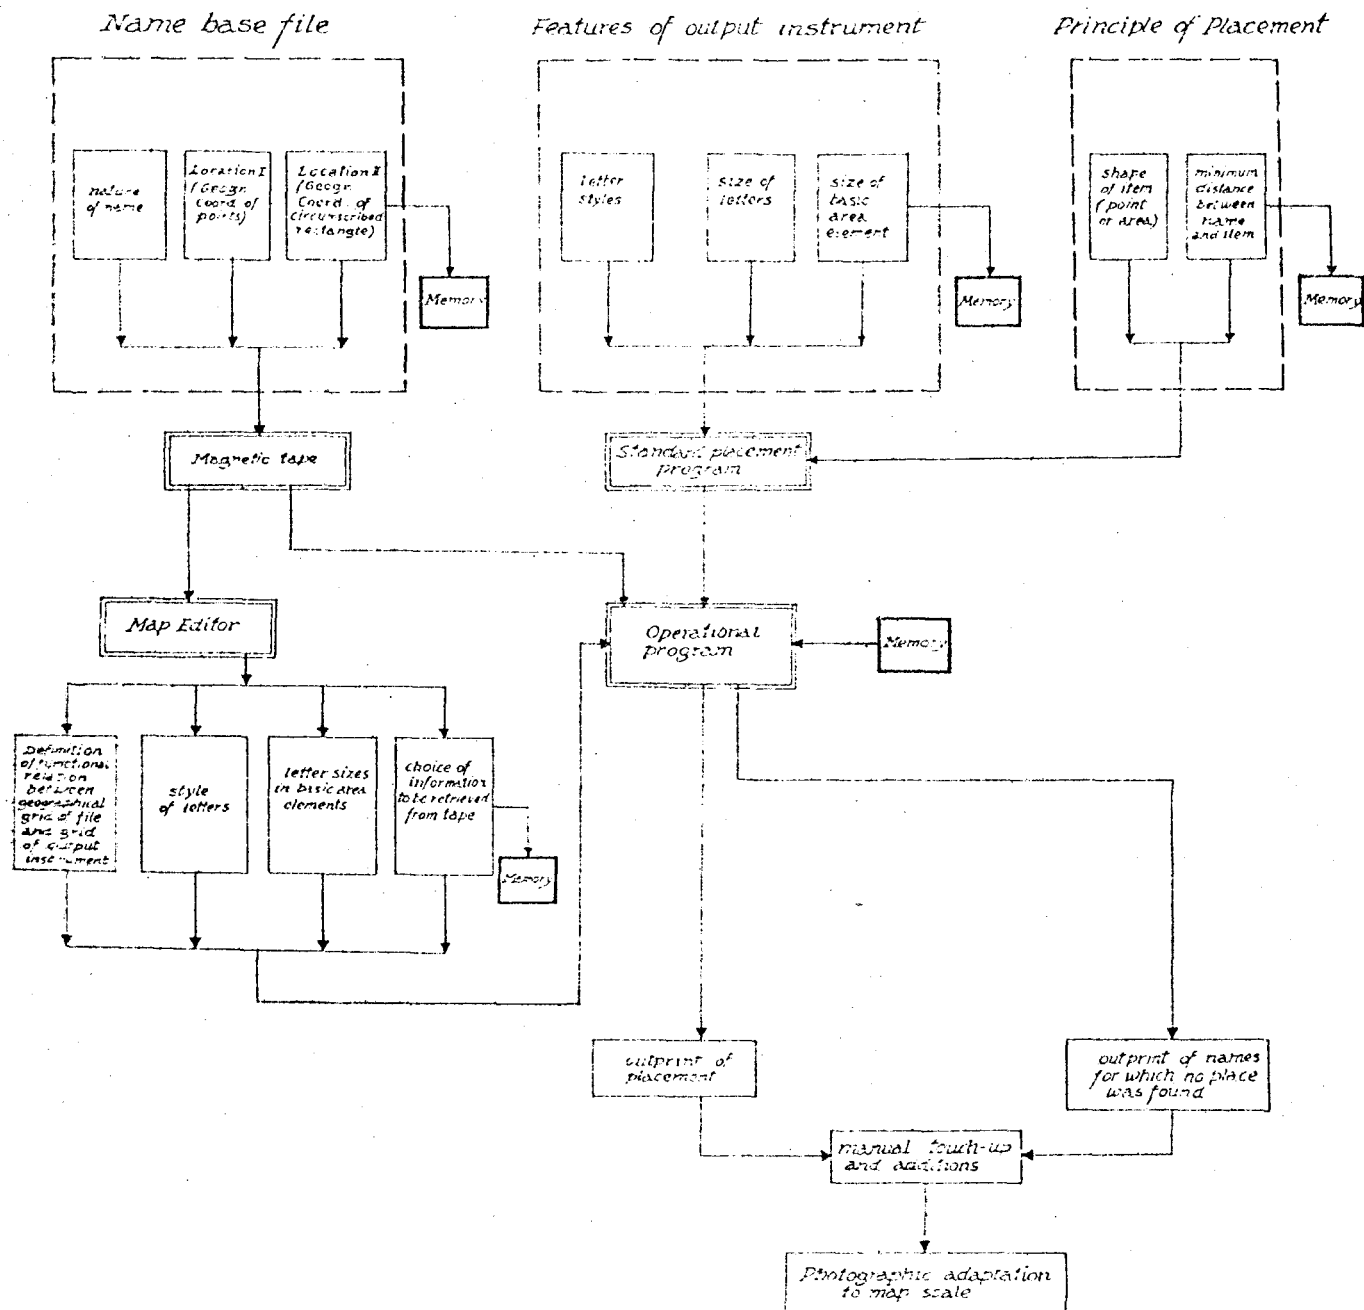 Name base file
Features of output instrument
Principle of Placement
nature
of name
Location I
(Geogr.
Coord. of
points)
Location II
(Geogr.
Coord. of
circumscribed
rectangle)
Memory
letter
styles
size of
letters
size of
basic
area
element
Memory
shape
of item
(point
or area)
minimum
distance
between
name
and item
Memory
Magnetic tape
Standard placement
program
Map Editor
Operational
program
Memory
Definition
of functional
relation
between
geographical
grid of file
and grid
of output
instrument
style
of letters
letter sizes
in basic area
elements
choice of
information
to be retrieved
from tape
Memory
outprint of
placement
outprint of names
for which no place
was found
manual touch-up
and additions
Photographic adaptation
to map scale